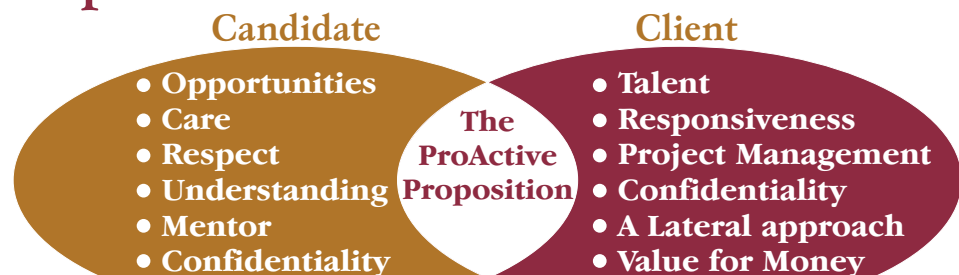 Candidate
Client
• Opportunities
• Care
• Respect
• Understanding
• Mentor
• Confidentiality
The
ProActive
Proposition
• Talent
• Responsiveness
• Project Management
• Confidentiality
• A Lateral approach
• Value for Money